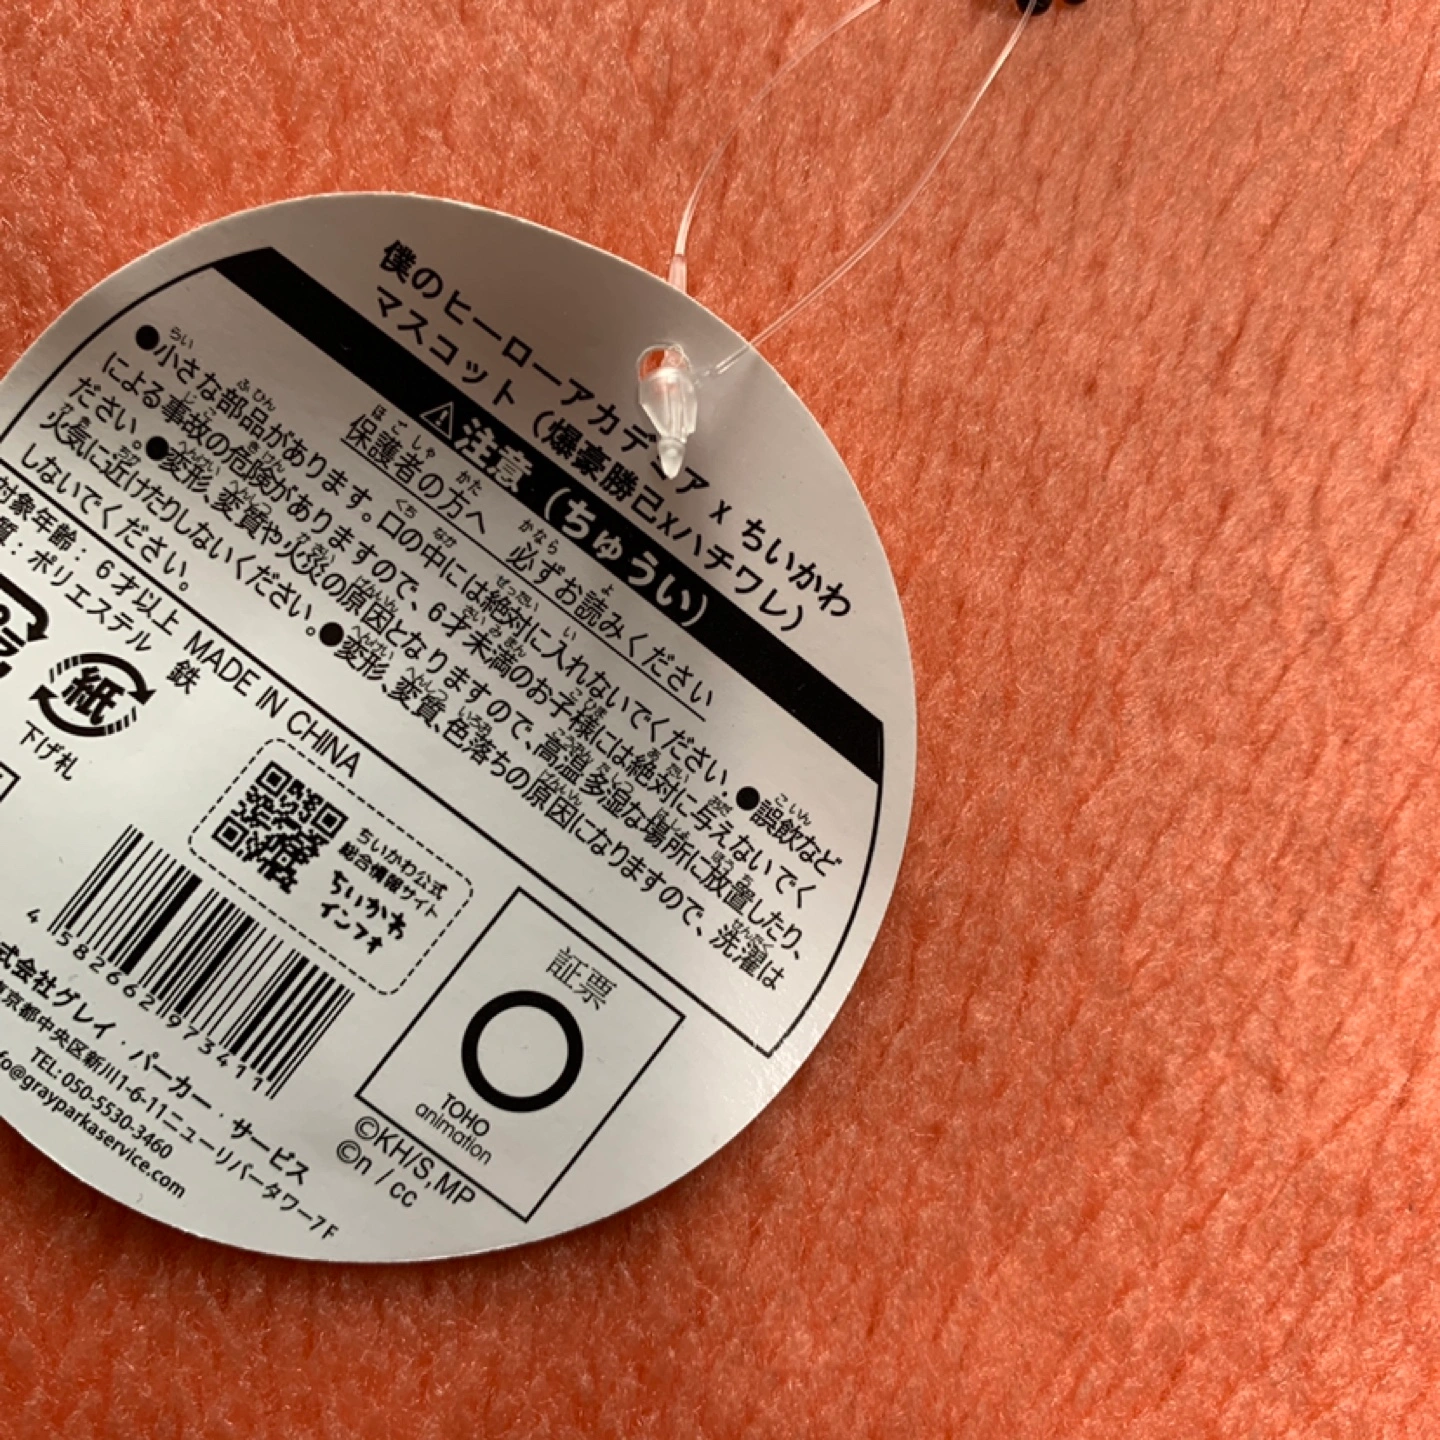 僕のヒーローアカデミア x ちいかわ
マスコット（爆豪勝己xハチワレ）
⚠注意（ちゅうい）
保護者の方へ 必ずお読みください
●小さな部品があります。口の中には絶対に入れないでください。●誤飲など
による事故の危険がありますので、6才未満のお子様には絶対に与えないでく
ださい。●変形、変質や火災の原因となりますので、高温多湿な場所に放置したり、
火気に近けたりしないください。●変形、変質、色落ちの原因になりますので、洗濯は
しないでください。
対象年齢：6才以上 MADE IN CHINA
質：ポリエステル 鉄
紙
下げ札
ちいかわ公式
総合情報サイト
ちいかわ
インフォ
4 582662 973411
式会社グレイ・パーカー・サービス
東京都中央区新川1-6-11ニューリバータワー7F
TEL:050-5530-3460
fo@grayparkaservice.com
証票
TOHO
animation
©KH/S,MP
©n / cc